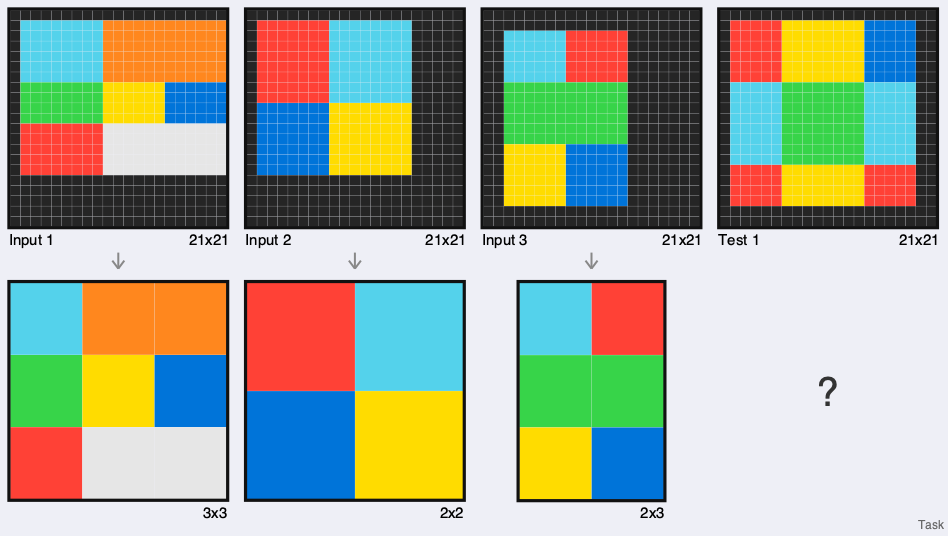 Input 1 21x21
Input 2 21x21
Input 3 21x21
Test 1 21x21
3x3
2x2
2x3
?
Task